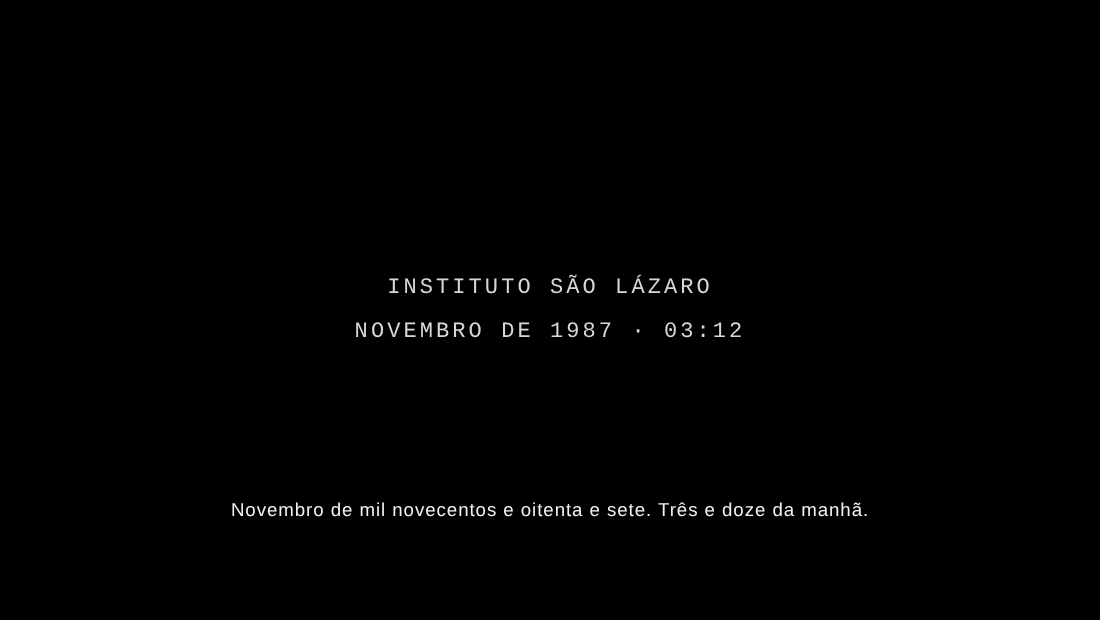 INSTITUTO SÃO LÁZARO
NOVEMBRO DE 1987 · 03:12
Novembro de mil novecentos e oitenta e sete. Três e doze da manhã.